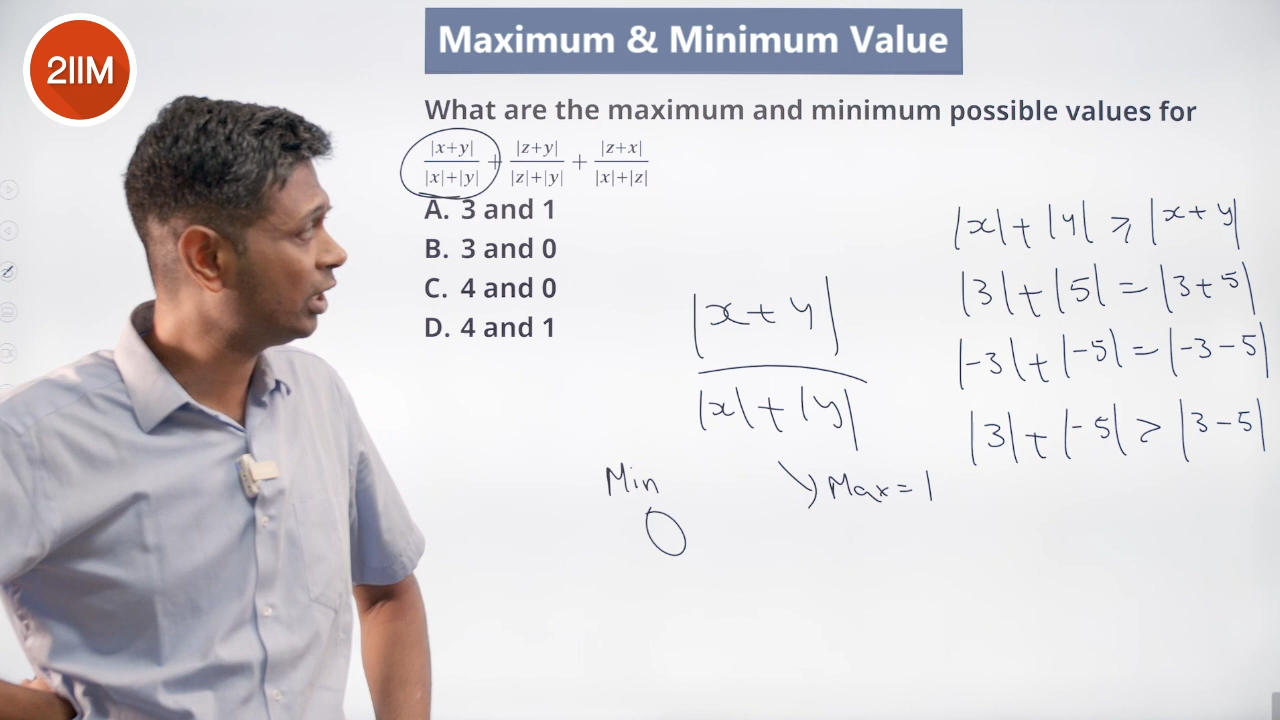 2IIM
Maximum & Minimum Value
What are the maximum and minimum possible values for
|x+y|/|x|+|y| + |z+y|/|z|+|y| + |z+x|/|x|+|z|
A. 3 and 1
B. 3 and 0
C. 4 and 0
D. 4 and 1
|x+y|
|x|+|y|
Min
0
Max=1
|x|+|y| ⩾ |x+y|
|3|+|5| = |3+5|
|-3|+|-5| = |-3-5|
|3|+|-5| > |3-5|